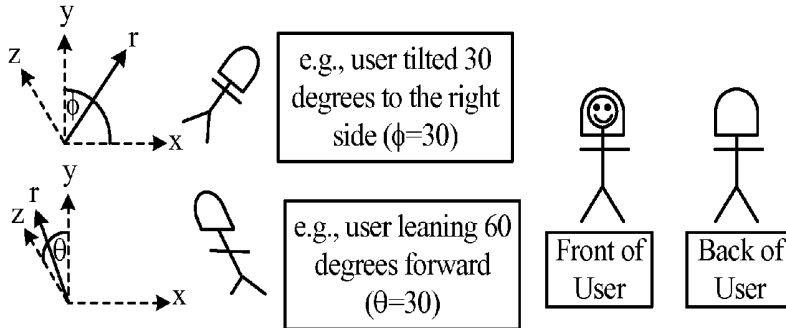 y
z
r
ϕ
x
e.g., user tilted 30
degrees to the right
side (ϕ=30)
y
r
z
θ
x
e.g., user leaning 60
degrees forward
(θ=30)
Front of
User
Back of
User